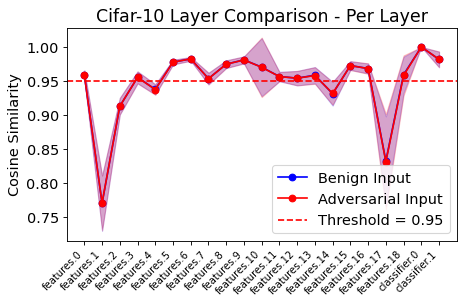 Cifar-10 Layer Comparison - Per Layer
Cosine Similarity
1.00
0.95
0.90
0.85
0.80
0.75
Benign Input
Adversarial Input
Threshold = 0.95
features.0
features.1
features.2
features.3
features.4
features.5
features.6
features.7
features.8
features.9
features.10
features.11
features.12
features.13
features.14
features.15
features.16
features.17
features.18
classifier.0
classifier.1